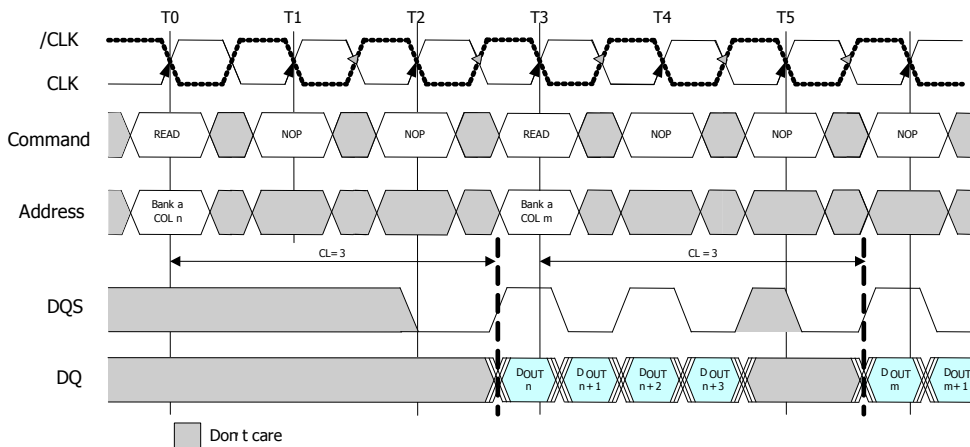 T0 T1 T2 T3 T4 T5
/CLK
CLK
Command READ NOP NOP READ NOP NOP NOP
Address Bank a COL n Bank a COL m
CL= 3 CL = 3
DQS
DQ DOUT n DOUT n+1 DOUT n+2 DOUT n+3 DOUT m DOUT m+1
Don't care